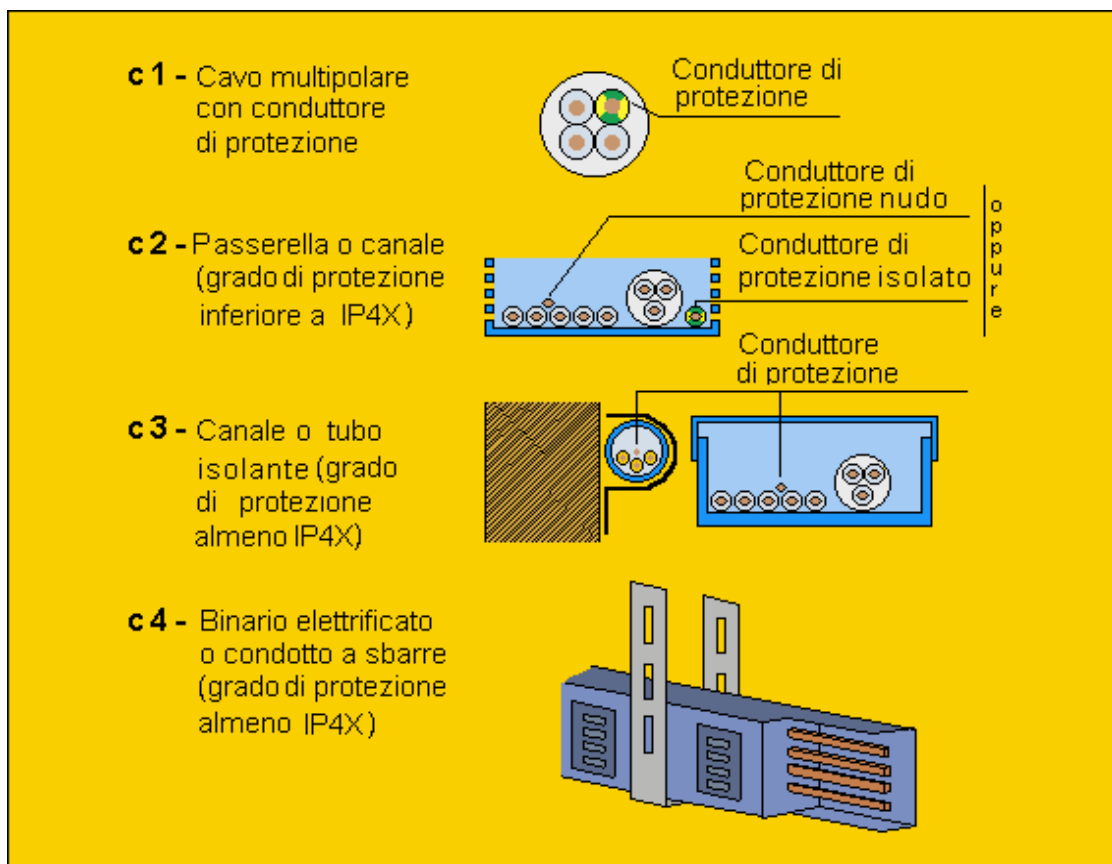 c1 - Cavo multipolare
con conduttore
di protezione
Conduttore di
protezione
c2 - Passerella o canale
(grado di protezione
inferiore a IP4X)
Conduttore di
protezione nudo
oppure
Conduttore di
protezione isolato
c3 - Canale o tubo
isolante (grado
di protezione
almeno IP4X)
Conduttore
di protezione
c4 - Binario elettrificato
o condotto a sbarre
(grado di protezione
almeno IP4X)